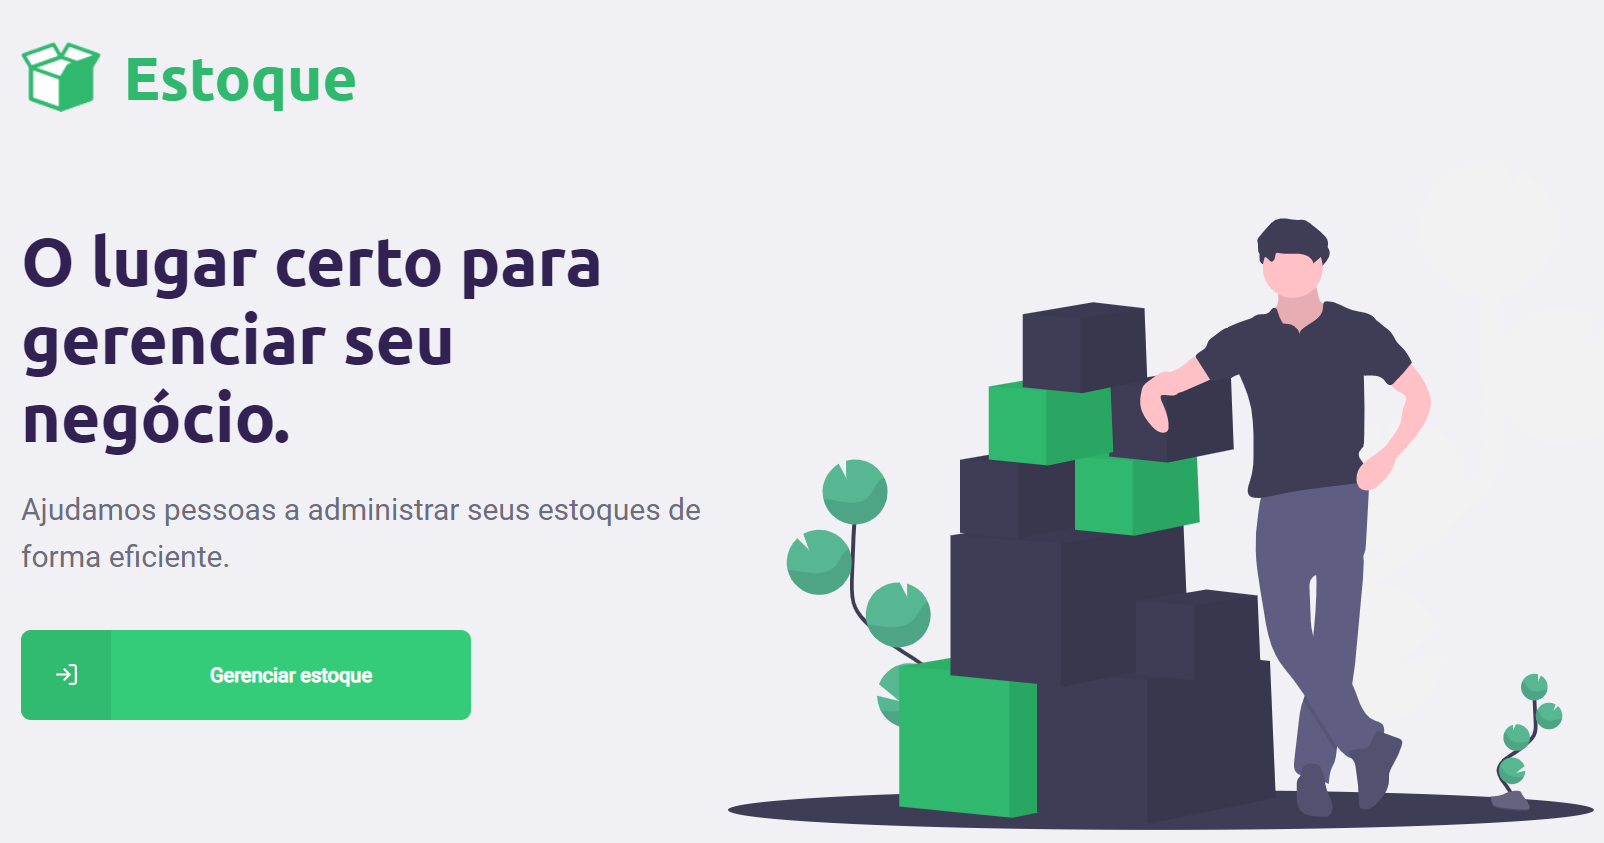 Estoque
O lugar certo para
gerenciar seu
negócio.
Ajudamos pessoas a administrar seus estoques de
forma eficiente.
Gerenciar estoque